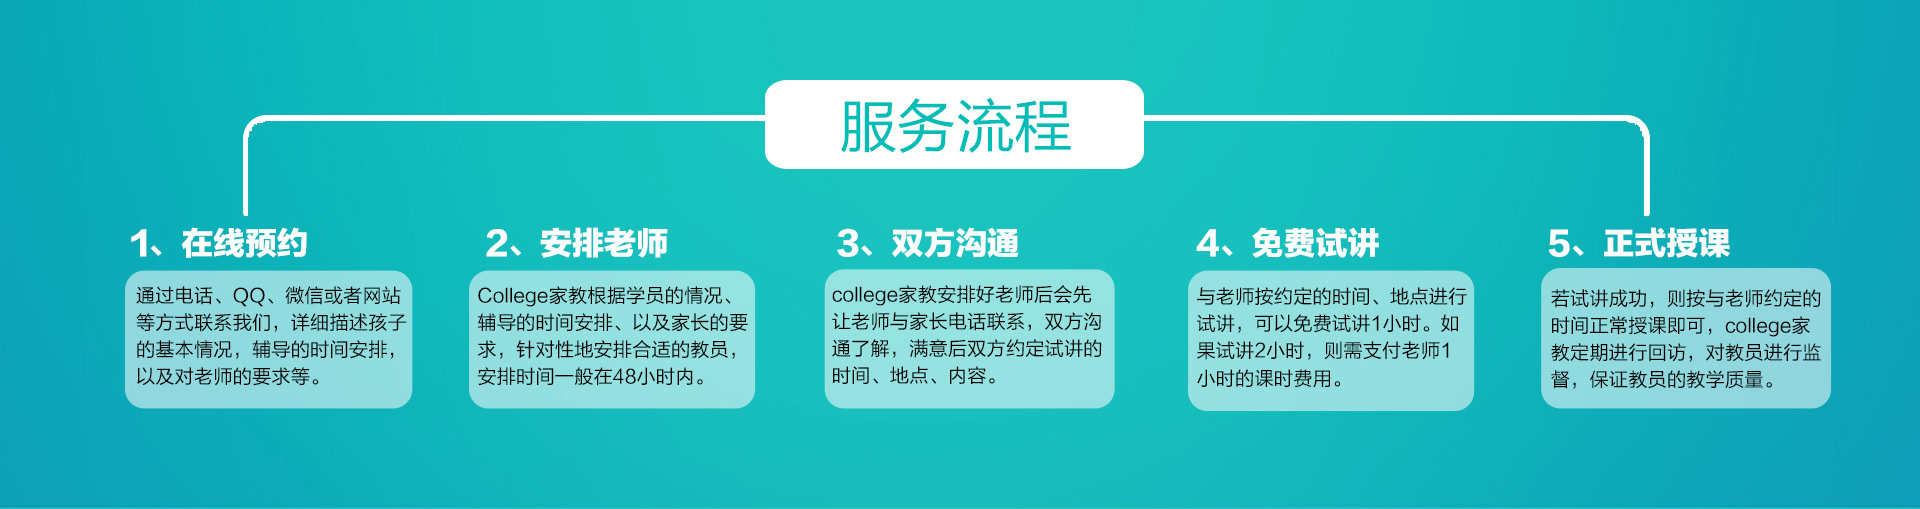 服务流程
1、在线预约
通过电话、QQ、微信或者网站
等方式联系我们，详细描述孩子
的基本情况，辅导的时间安排，
以及对老师的要求等。
2、安排老师
College家教根据学员的情况、
辅导的时间安排、以及家长的要
求，针对性地安排合适的教员，
安排时间一般在48小时内。
3、双方沟通
college家教安排好老师后会先
让老师与家长电话联系，双方沟
通了解，满意后双方约定试讲的
时间、地点、内容。
4、免费试讲
与老师按约定的时间、地点进行
试讲，可以免费试讲1小时。如
果试讲2小时，则需支付老师1
小时的课时费用。
5、正式授课
若试讲成功，则按与老师约定的
时间正常授课即可，college家
教定期进行回访，对教员进行监
督，保证教员的教学质量。